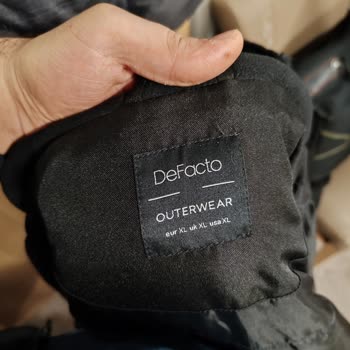 DeFacto
OUTERWEAR
eur XL uk XL usa XL